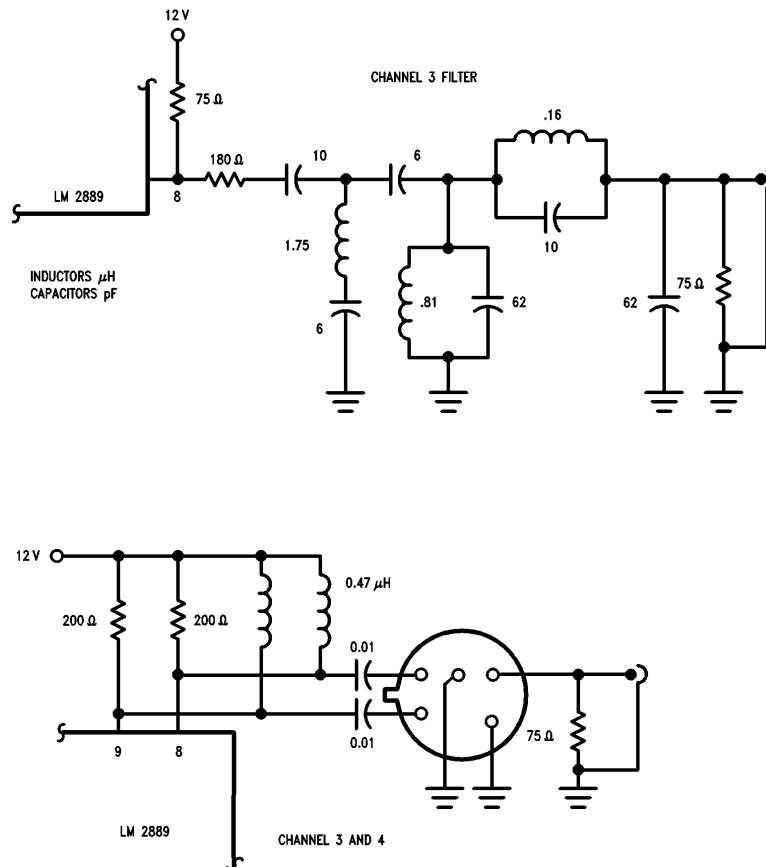 12 V
CHANNEL 3 FILTER
75 Ω
.16
180 Ω
10
6
LM 2889
8
10
1.75
INDUCTORS μH
CAPACITORS pF
6
.81
62
62
75 Ω
12 V
0.47 μH
200 Ω
200 Ω
0.01
0.01
75 Ω
9
8
LM 2889
CHANNEL 3 AND 4